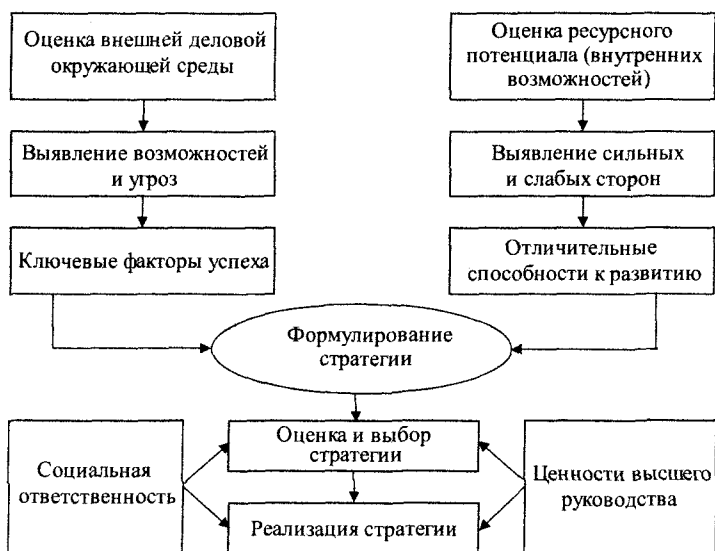 Оценка внешней деловой
окружающей среды
Оценка ресурсного
потенциала (внутренних
возможностей)
Выявление возможностей
и угроз
Выявление сильных
и слабых сторон
Ключевые факторы успеха
Отличительные
способности к развитию
Формулирование
стратегии
Оценка и выбор
стратегии
Социальная
ответственность
Ценности высшего
руководства
Реализация стратегии